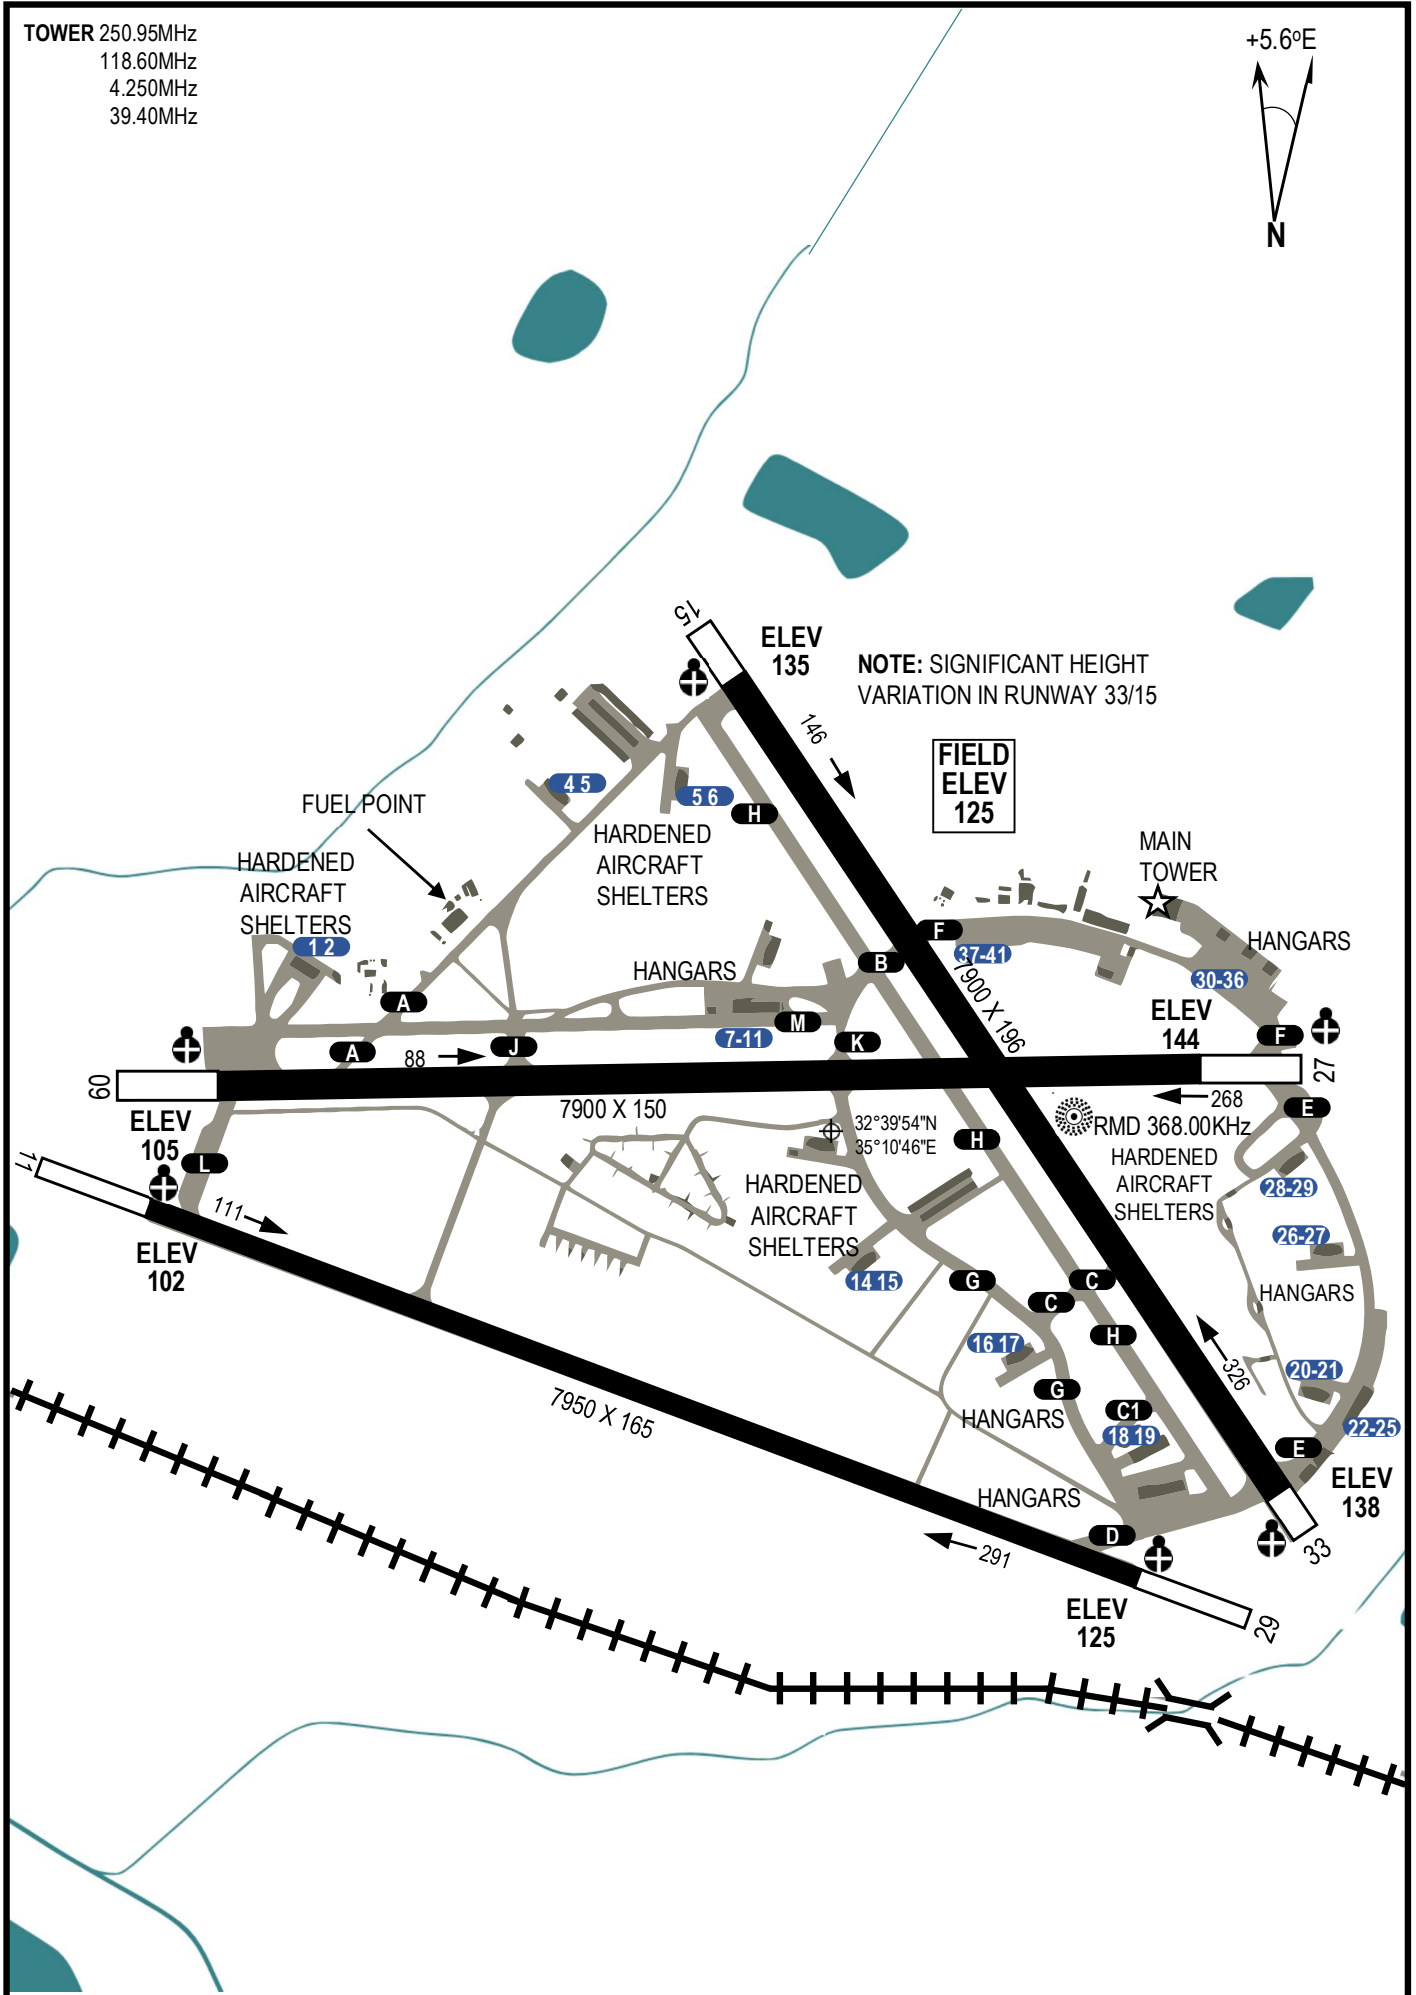 TOWER 250.95MHz
118.60MHz
4.250MHz
39.40MHz
+5.6ºE
N
15
ELEV
135
NOTE: SIGNIFICANT HEIGHT
VARIATION IN RUNWAY 33/15
146
FIELD
ELEV
125
4 5
5 6
H
FUEL POINT
HARDENED
AIRCRAFT
SHELTERS
HARDENED
AIRCRAFT
SHELTERS
MAIN
TOWER
1 2
F
HANGARS
37-41
B
HANGARS
30-36
A
7900 X 196
ELEV
144
M
7-11
K
F
A
88
J
09
27
7900 X 150
268
E
ELEV
105
32°39'54"N
35°10'46"E
RMD 368.00KHz
H
L
11
HARDENED
AIRCRAFT
SHELTERS
HARDENED
AIRCRAFT
SHELTERS
28-29
111
26-27
ELEV
102
14 15
G
C
C
HANGARS
H
16 17
326
20-21
G
7950 X 165
HANGARS
C1
18 19
22-25
E
ELEV
138
HANGARS
D
291
33
ELEV
125
29